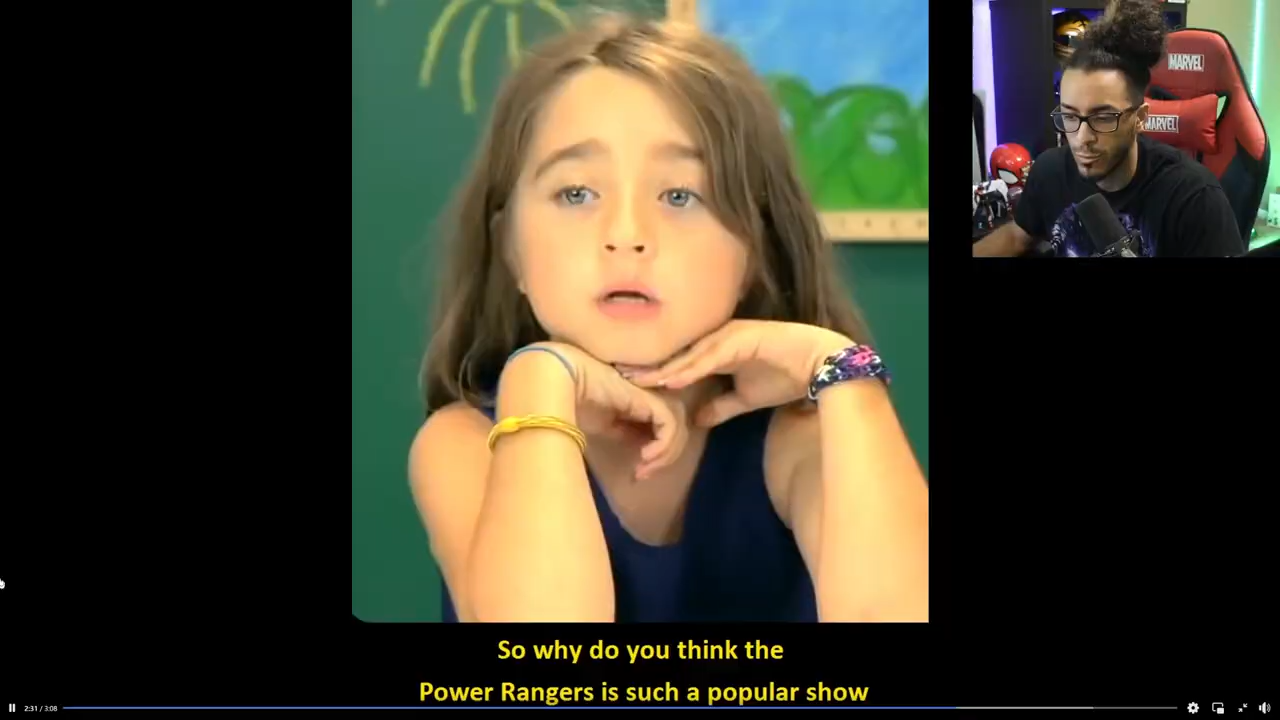 MARVEL
MARVEL
So why do you think the
Power Rangers is such a popular show
2:31 / 3:08